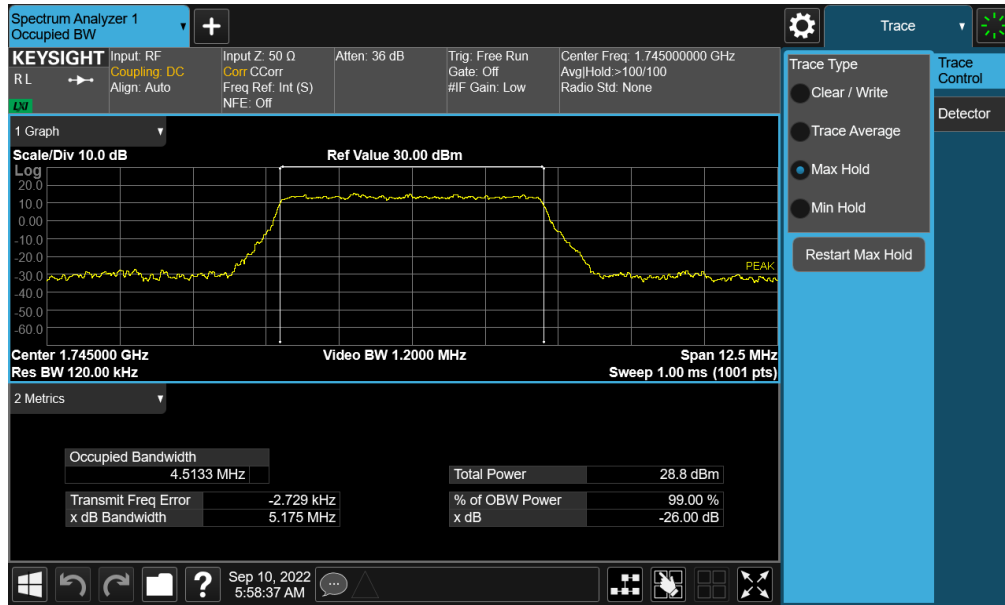 Spectrum Analyzer 1
Occupied BW
Trace
KEYSIGHT
R L
LXI
Input: RF
Coupling: DC
Align: Auto
Input Z: 50 Ω
Corr CCorr
Freq Ref: Int (S)
NFE: Off
Atten: 36 dB
Trig: Free Run
Gate: Off
#IF Gain: Low
Center Freq: 1.745000000 GHz
Avg|Hold:>100/100
Radio Std: None
1 Graph
Scale/Div 10.0 dB
Ref Value 30.00 dBm
Log
20.0
10.0
0.00
-10.0
-20.0
-30.0
-40.0
-50.0
-60.0
PEAK
Center 1.745000 GHz
Video BW 1.2000 MHz
Span 12.5 MHz
Res BW 120.00 kHz
Sweep 1.00 ms (1001 pts)
2 Metrics
Occupied Bandwidth
4.5133 MHz
Total Power 28.8 dBm
Transmit Freq Error -2.729 kHz
% of OBW Power 99.00 %
x dB Bandwidth 5.175 MHz
x dB -26.00 dB
Trace Type
Clear / Write
Trace Average
Max Hold
Min Hold
Restart Max Hold
Trace
Control
Detector
?
Sep 10, 2022
5:58:37 AM